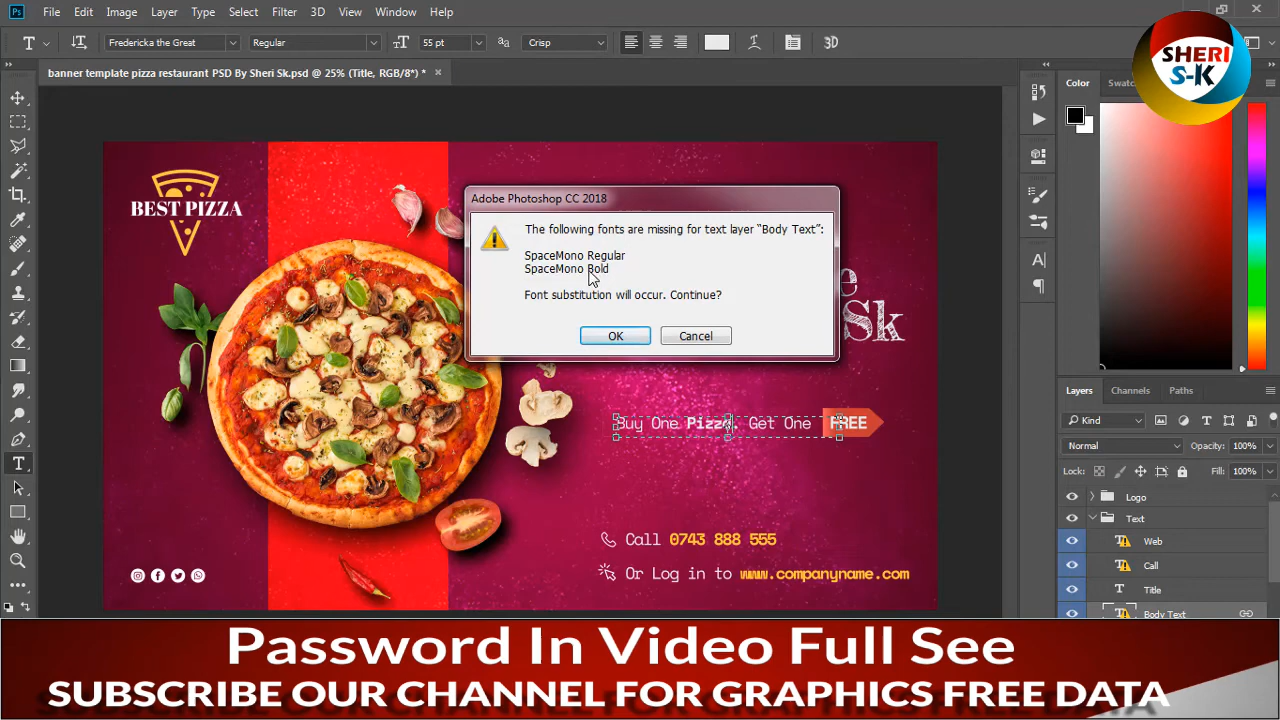 Ps File Edit Image Layer Type Select Filter 3D View Window Help
T Fredericka the Great Regular 55 pt Crisp 3D
SHERI
S-K
banner template pizza restaurant PSD By Sheri Sk.psd @ 25% (Title, RGB/8*) *
Color
BEST PIZZA
Adobe Photoshop CC 2018
The following fonts are missing for text layer “Body Text”:
SpaceMono Regular
SpaceMono Bold
Font substitution will occur. Continue?
OK Cancel
Sk
Buy One Pizza Get One FREE
Call 0743 888 555
Or Log in to www.companyname.com
Layers Channels Paths
Kind
Normal Opacity: 100%
Lock: Fill: 100%
Logo
Text
Web
Call
Title
Body Text
Password In Video Full See
SUBSCRIBE OUR CHANNEL FOR GRAPHICS FREE DATA